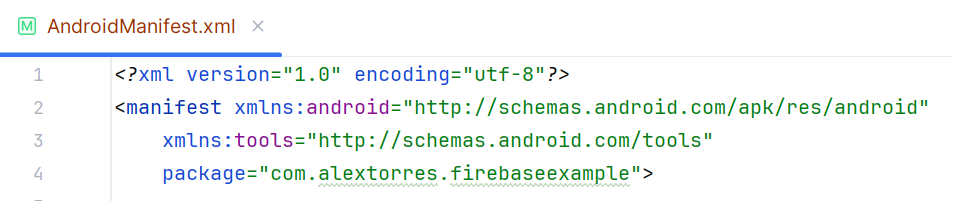 M AndroidManifest.xml ×
1 <?xml version="1.0" encoding="utf-8"?>
2 <manifest xmlns:android="http://schemas.android.com/apk/res/android"
3 xmlns:tools="http://schemas.android.com/tools"
4 package="com.alextorres.firebaseexample">